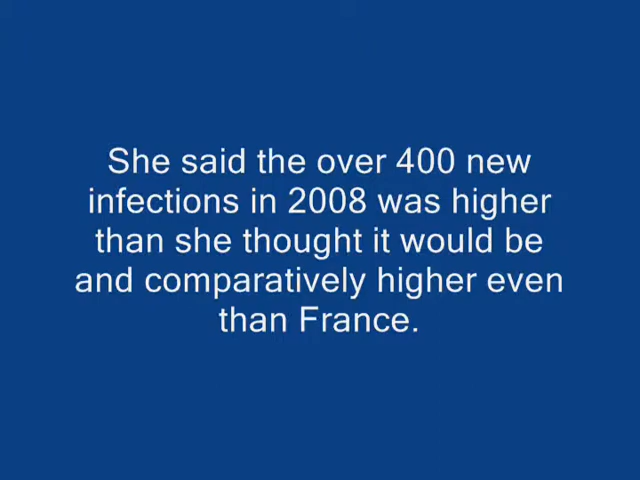 She said the over 400 new
infections in 2008 was higher
than she thought it would be
and comparatively higher even
than France.